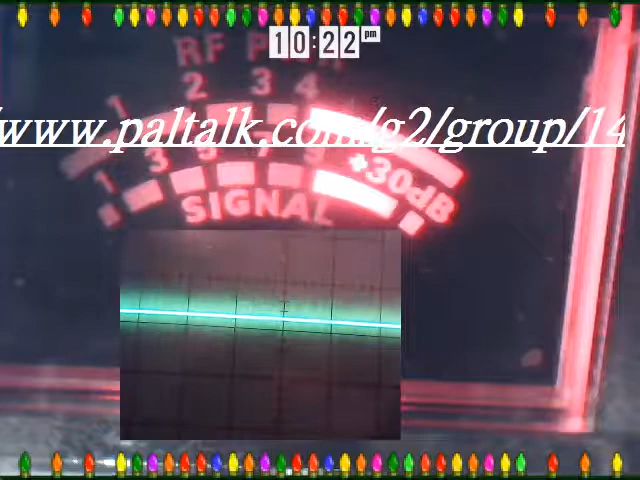 10:22 pm
RF
1 2 3 4
/www.paltalk.com/g2/group/14
1 3 5 7 9 +30dB
SIGNAL